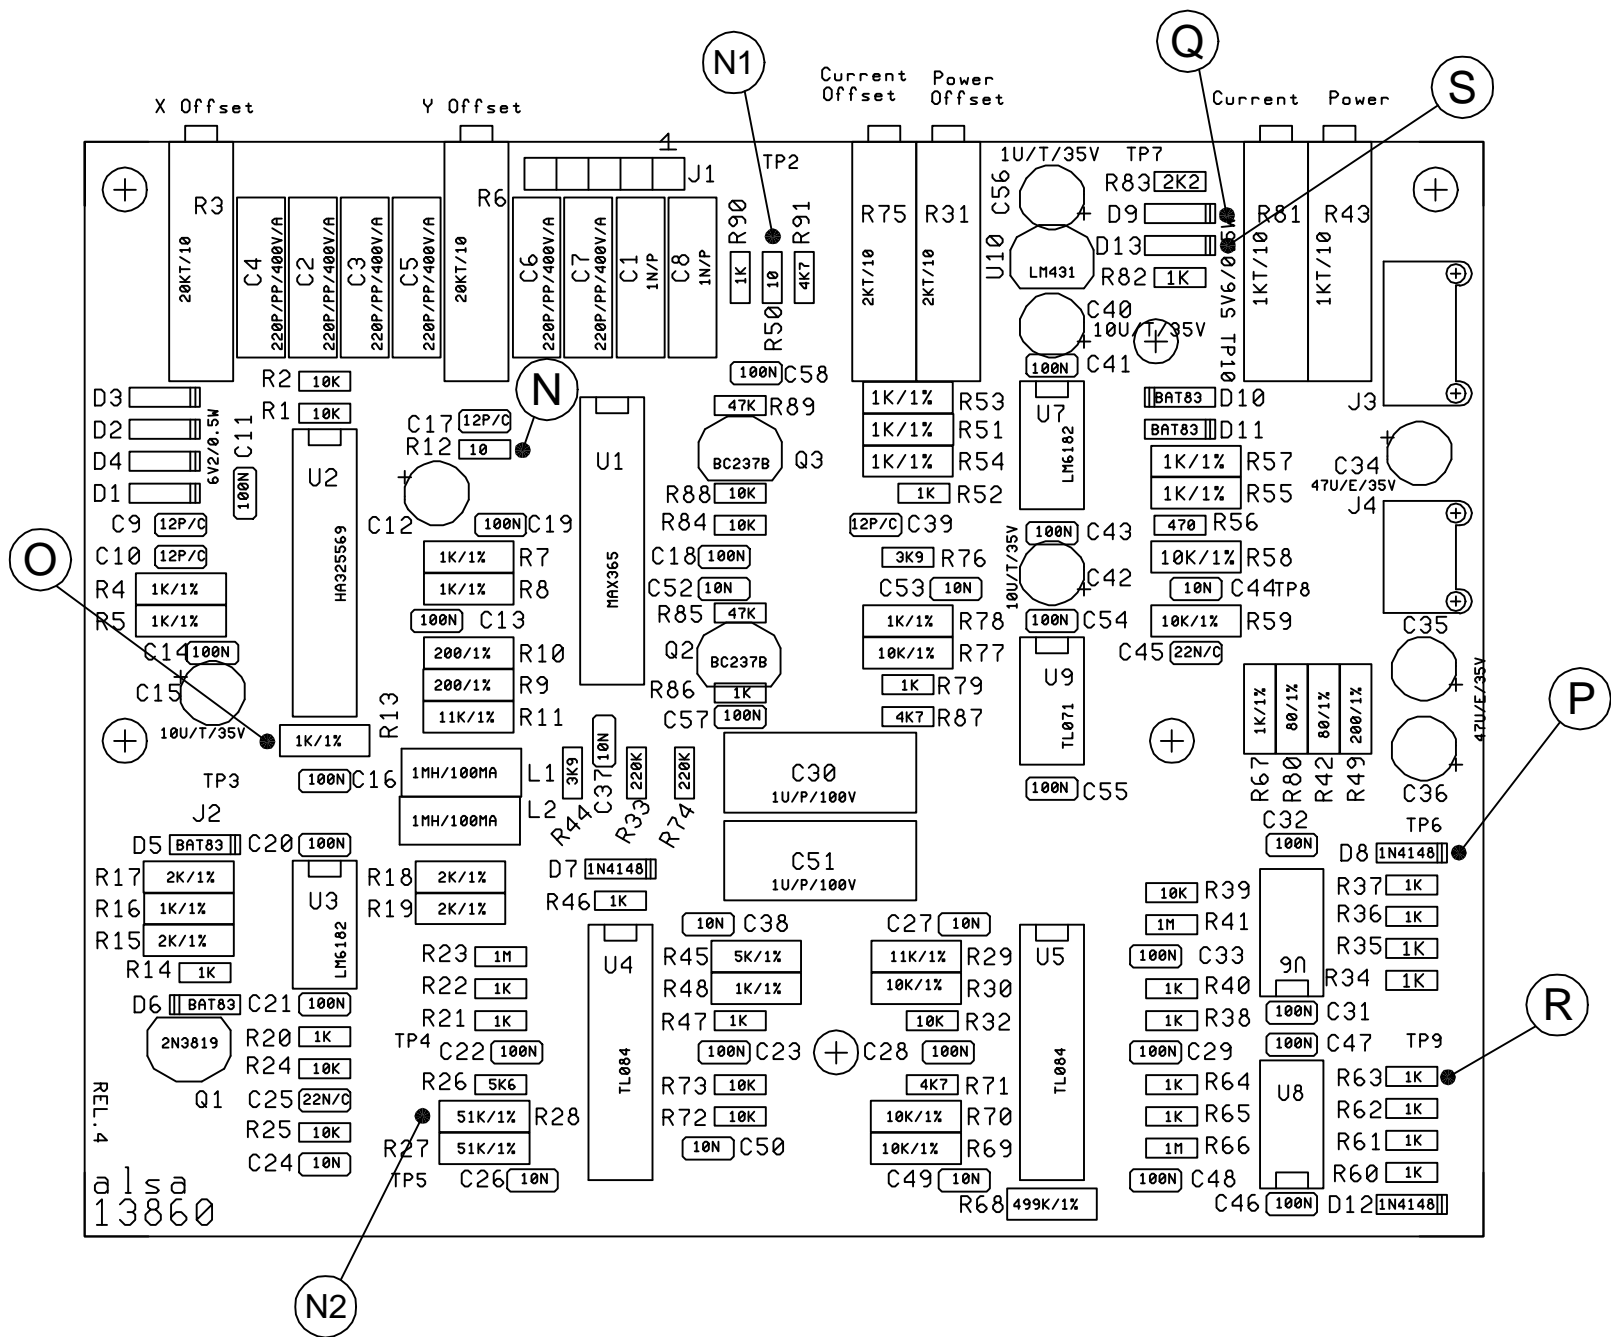 Q
N1
S
Current Offset
Power Offset
X Offset
Y Offset
Current
Power
1
J1
TP2
1U/T/35V
TP7
C56
R83 2K2
R3
R6
R90
R91
R75
R31
D9
R81
R43
D13
U10
LM431
R82 1K
5V6/0.5W
TP10
20KT/10
C4
220P/PP/400V/A
C2
220P/PP/400V/A
C3
220P/PP/400V/A
C5
220P/PP/400V/A
20KT/10
C6
220P/PP/400V/A
C7
220P/PP/400V/A
C1
1N/P
C8
1N/P
1K
10
4K7
R50
2KT/10
2KT/10
1KT/10
1KT/10
C40
10U/T/35V
100N C41
R2 10K
N
100N C58
D3
R1 10K
C17 12P/C
47K R89
1K/1% R53
U7
BAT83 D10
J3
D2
C11
6V2/0.5W
R12 10
U1
BC237B Q3
1K/1% R51
LM6182
BAT83 D11
D4
U2
1K/1% R54
1K/1% R57
C34
47U/E/35V
D1
100N
R88 10K
1K R52
1K/1% R55
J4
C9 12P/C
C12
100N C19
R84 10K
12P/C C39
100N C43
470 R56
O
C10 12P/C
HA325569
1K/1% R7
MAX365
C18 100N
3K9 R76
10U/T/35V
C42
10K/1% R58
R4 1K/1%
1K/1% R8
C52 10N
C53 10N
10N C44 TP8
R5 1K/1%
100N C13
R85 47K
1K/1% R78
100N C54
10K/1% R59
C35
C14 100N
200/1% R10
Q2 BC237B
10K/1% R77
U9
C45 22N/C
C15
200/1% R9
R86 1K
1K R79
TL071
47U/E/35V
P
10U/T/35V
R13
1K/1%
11K/1% R11
C57 100N
4K7 R87
1K/1%
80/1%
80/1%
200/1%
TP3
100N C16
1MH/100MA L1
3K9
10N
C37
220K
220K
C30
1U/P/100V
100N C55
R67
R80
R42
R49
C36
J2
1MH/100MA L2
R44
R33
R74
C32
100N
TP6
D5 BAT83
C20 100N
C51
1U/P/100V
D8 1N4148
R17 2K/1%
R18 2K/1%
D7 1N4148
10K R39
R37 1K
R16 1K/1%
U3
R19 2K/1%
R46 1K
1M R41
R36 1K
R15 2K/1%
LM6182
10N C38
C27 10N
R14 1K
R23 1M
U4
R45 5K/1%
11K/1% R29
U5
100N C33
U6
R35 1K
R22 1K
R48 1K/1%
10K/1% R30
1K R40
R34 1K
D6 BAT83
C21 100N
R21 1K
R47 1K
10K R32
1K R38
100N C31
R
2N3819
R20 1K
TP4
C22 100N
100N C23
C28 100N
100N C29
100N C47
TP9
R24 10K
R26 5K6
TL084
R73 10K
4K7 R71
TL084
1K R64
U8
R63 1K
REL.4
Q1
C25 22N/C
51K/1% R28
R72 10K
10K/1% R70
1K R65
R62 1K
R25 10K
R27 51K/1%
10N C50
10K/1% R69
1M R66
R61 1K
C24 10N
TP5
C26 10N
C49 10N
100N C48
R60 1K
alsa
13860
R68 499K/1%
C46 100N
D12 1N4148
N2